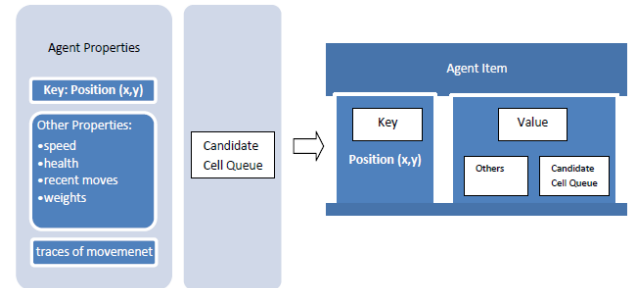 Agent Properties
Key: Position (x,y)
Other Properties:
•speed
•health
•recent moves
•weights
traces of movemenet
Candidate
Cell Queue
Agent Item
Key
Position (x,y)
Value
Others
Candidate
Cell Queue